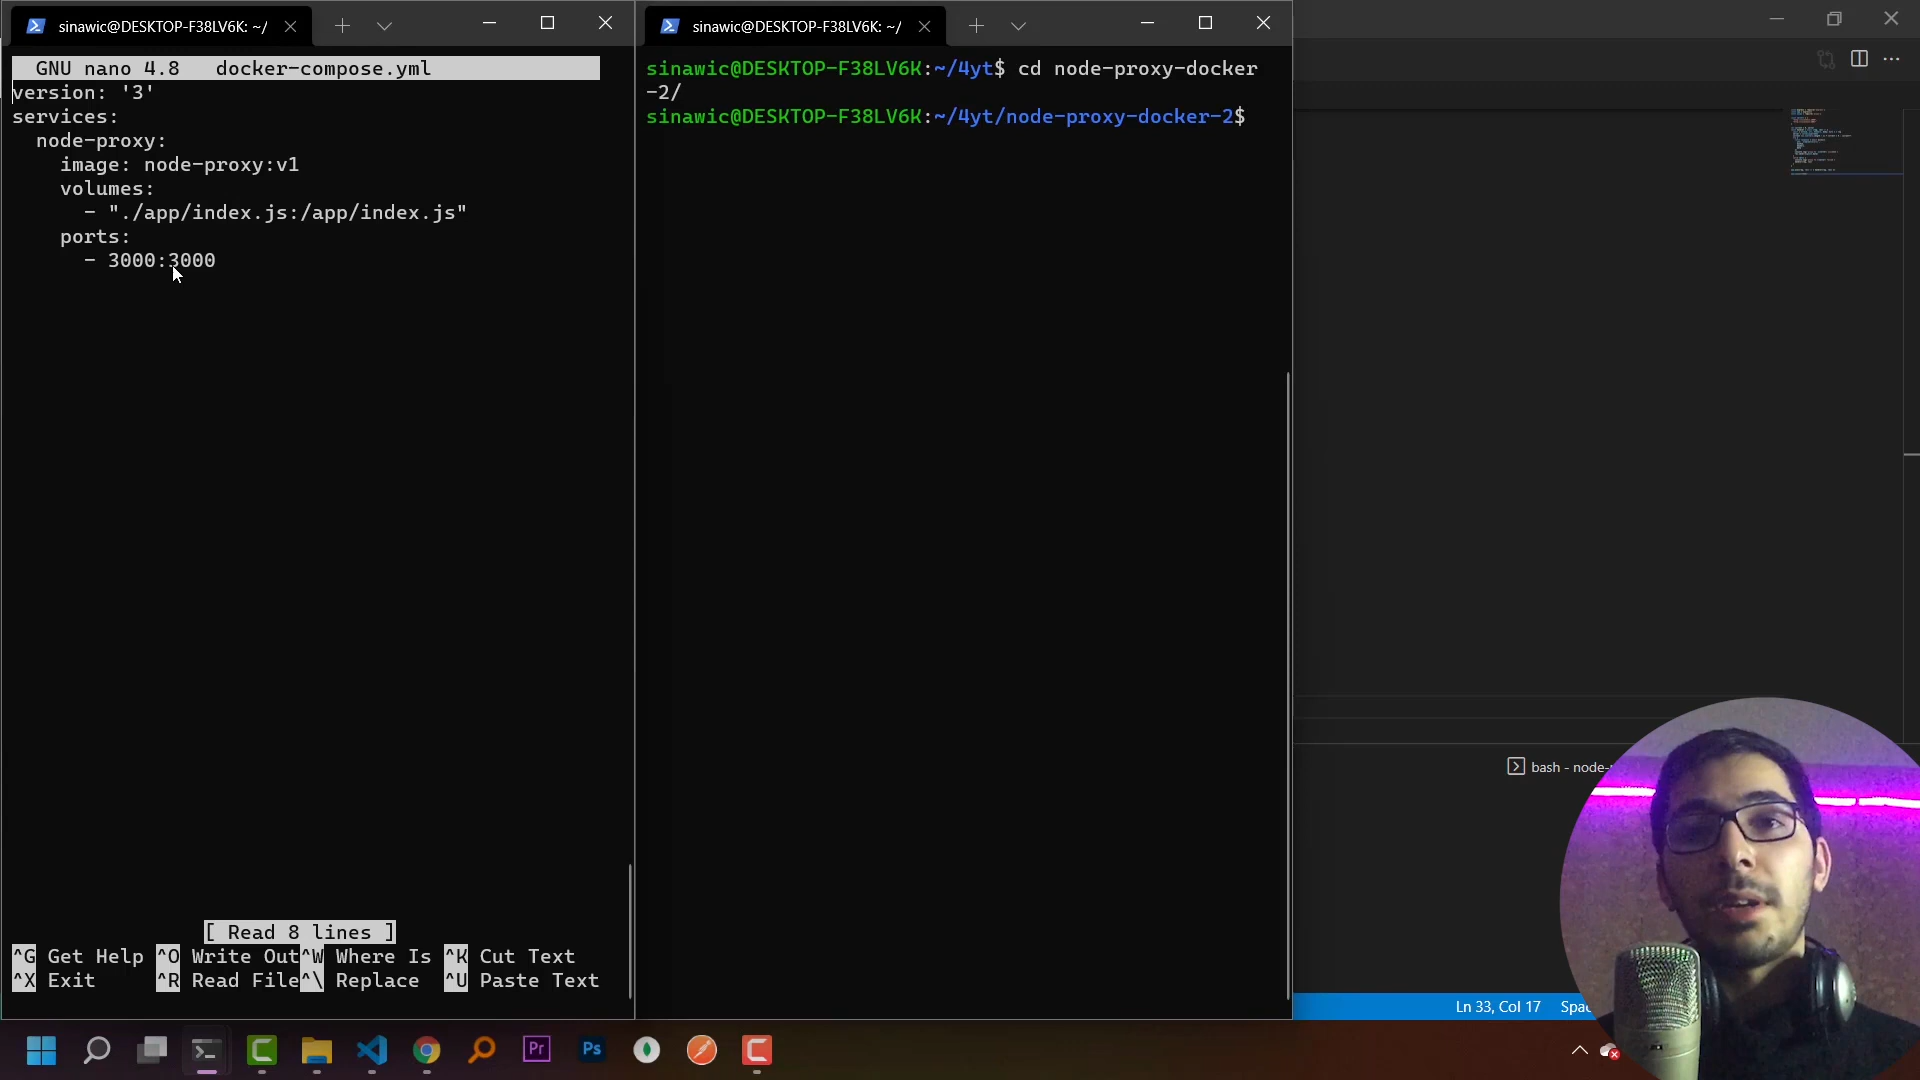 sinawic@DESKTOP-F38LV6K: ~/
GNU nano 4.8   docker-compose.yml
version: '3'
services:
  node-proxy:
    image: node-proxy:v1
    volumes:
      - "./app/index.js:/app/index.js"
    ports:
      - 3000:3000
[ Read 8 lines ]
^G Get Help ^O Write Out ^W Where Is ^K Cut Text
^X Exit ^R Read File ^\ Replace ^U Paste Text
sinawic@DESKTOP-F38LV6K: ~/
sinawic@DESKTOP-F38LV6K:~/4yt$ cd node-proxy-docker
-2/
sinawic@DESKTOP-F38LV6K:~/4yt/node-proxy-docker-2$
bash - node-
Ln 33, Col 17 Spac
Pr
Ps